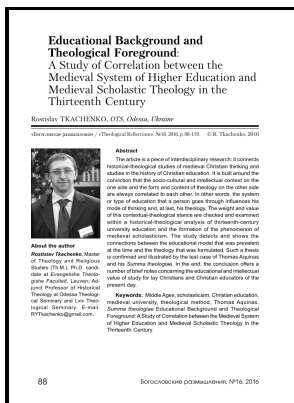 Educational Background and
Theological Foreground:
A Study of Correlation between the
Medieval System of Higher Education and
Medieval Scholastic Theology in the
Thirteenth Century
Rostislav TKACHENKO, OTS, Odessa, Ukraine
«Богословские размышления» / «Theological Reflections». №16, 2016, p.88-119. © R. Tkachenko, 2016
Abstract
The article is a piece of interdisciplinary research: it connects
historical-theological studies of medieval Christian thinking and
studies in the history of Christian education. It is built around the
conviction that the socio-cultural and intellectual context on the
one side and the form and content of theology on the other side
are always correlated to each other. In other words, the system
or type of education that a person goes through influences his
mode of thinking and, at last, his theology. The weight and value
of this contextual-theological stance are checked and examined
within a historical-theological analysis of thirteenth-century
university education and the formation of the phenomenon of
medieval scholasticism. The study detects and shows the
connections between the educational model that was prevalent
at the time and the theology that was formulated. Such a thesis
is confirmed and illustrated by the test case of Thomas Aquinas
and his Summa theologiae. In the end, the conclusion offers a
number of brief notes concerning the educational and intellectual
value of study for lay Christians and Christian educators of the
present day.
Keywords: Middle Ages, scholasticism, Christian education,
medieval university, theological method, Thomas Aquinas,
Summa theologiae Educational Background and Theological
Foreground: A Study of Correlation between the Medieval System
of Higher Education and Medieval Scholastic Theology in the
Thirteenth Century
About the author
Rostislav Tkachenko, Master
of Theology and Religious
Studies (Th.M.), Ph.D. candi-
date at Evangelische Theolo-
gische Faculteit, Leuven; Ad-
junct Professor of Historical
Theology at Odessa Theologi-
cal Seminary and Lviv Theo-
logical Seminary. E-mail:
RYTkachenko@gmail.com.
88
Богословские размышления, №16. 2016